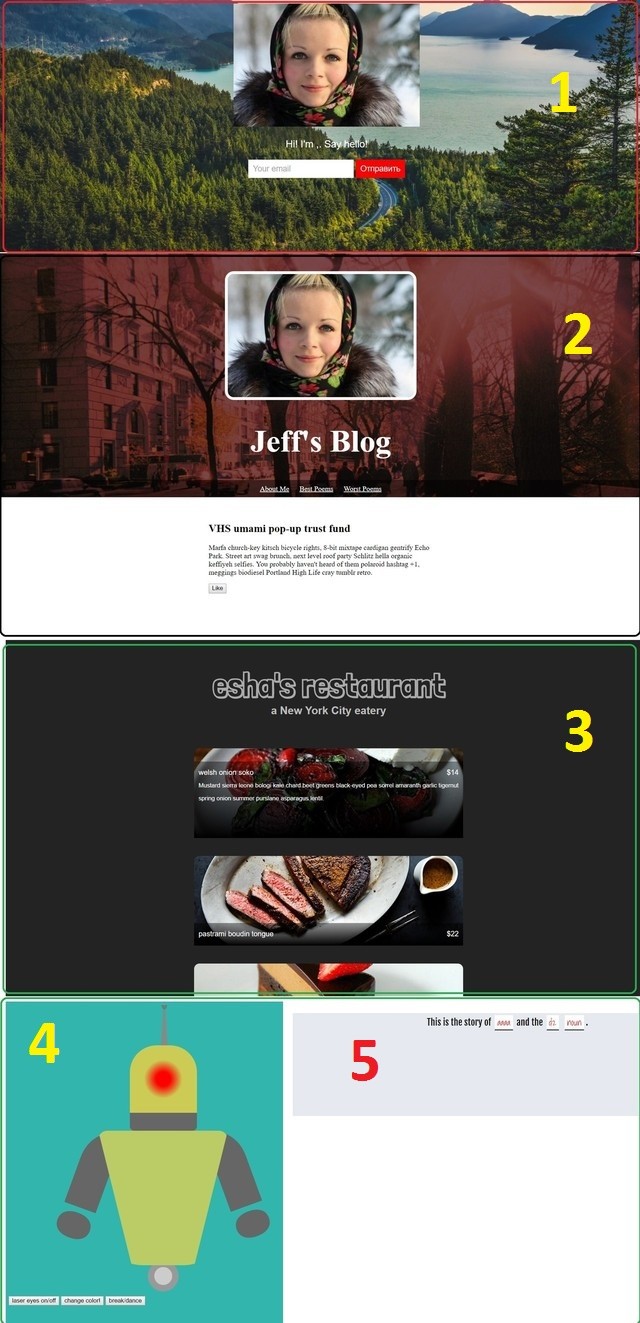 1
Hi! I'm ,. Say hello!
Your email
Отправить
2
Jeff's Blog
About Me Best Poems Worst Poems
VHS umami pop-up trust fund
Marfa church-key kitsch bicycle rights, 8-bit mixtape cardigan gentrify Echo
Park. Street art swag brunch, next level roof party Schlitz hella organic
keffiyeh selfies. You probably haven't heard of them polaroid hashtag +1,
meggings biodiesel Portland High Life cray tumblr retro.
Like
3
esha's restaurant
a New York City eatery
welsh onion soko $14
Mustard sierra leone bologi kale chard beet greens black-eyed pea sorrel amaranth garlic tigernut
spring onion summer purslane asparagus lentil
pastrami boudin tongue $22
4
5
This is the story of and the noun .
laser eyes on/off change color! break/dance